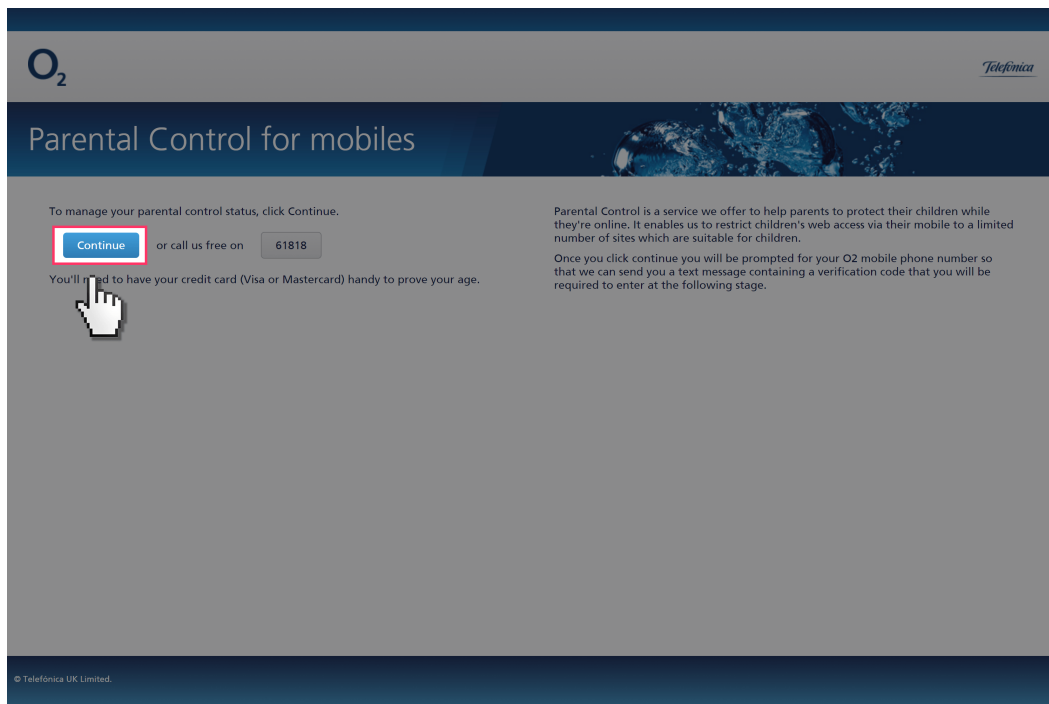 O2
Telefónica
Parental Control for mobiles
To manage your parental control status, click Continue.
Continue or call us free on 61818
You'll need to have your credit card (Visa or Mastercard) handy to prove your age.
Parental Control is a service we offer to help parents to protect their children while
they're online. It enables us to restrict children's web access via their mobile to a limited
number of sites which are suitable for children.
Once you click continue you will be prompted for your O2 mobile phone number so
that we can send you a text message containing a verification code that you will be
required to enter at the following stage.
© Telefónica UK Limited.